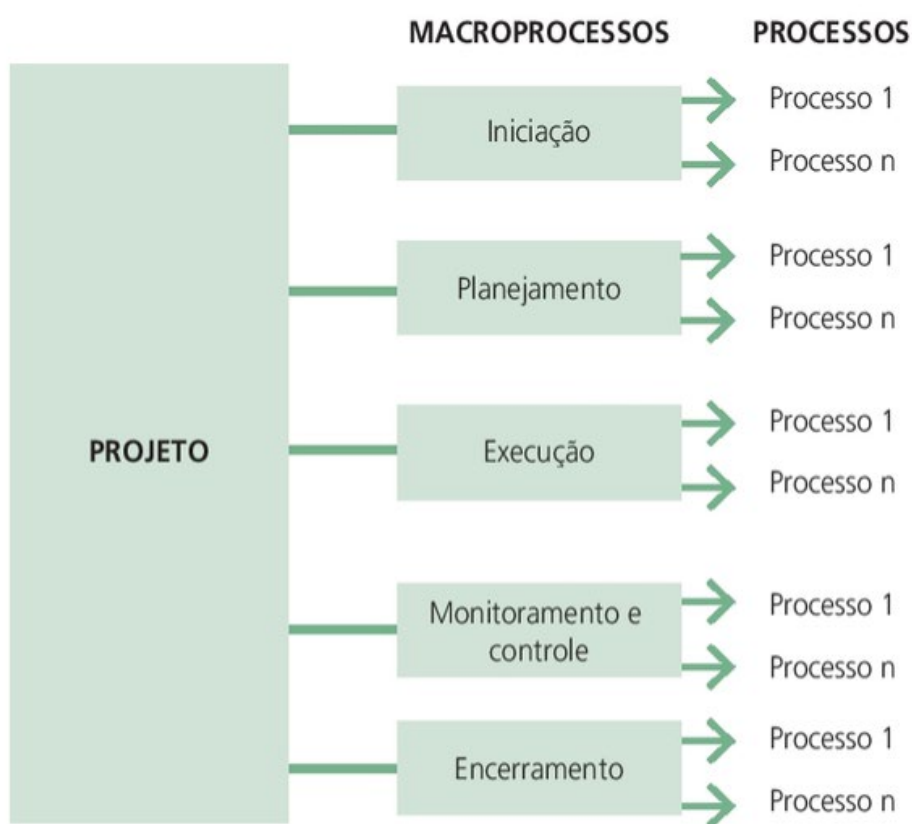 MACROPROCESSOS
PROCESSOS
PROJETO
Iniciação
Processo 1
Processo n
Planejamento
Processo 1
Processo n
Execução
Processo 1
Processo n
Monitoramento e
controle
Processo 1
Processo n
Encerramento
Processo 1
Processo n